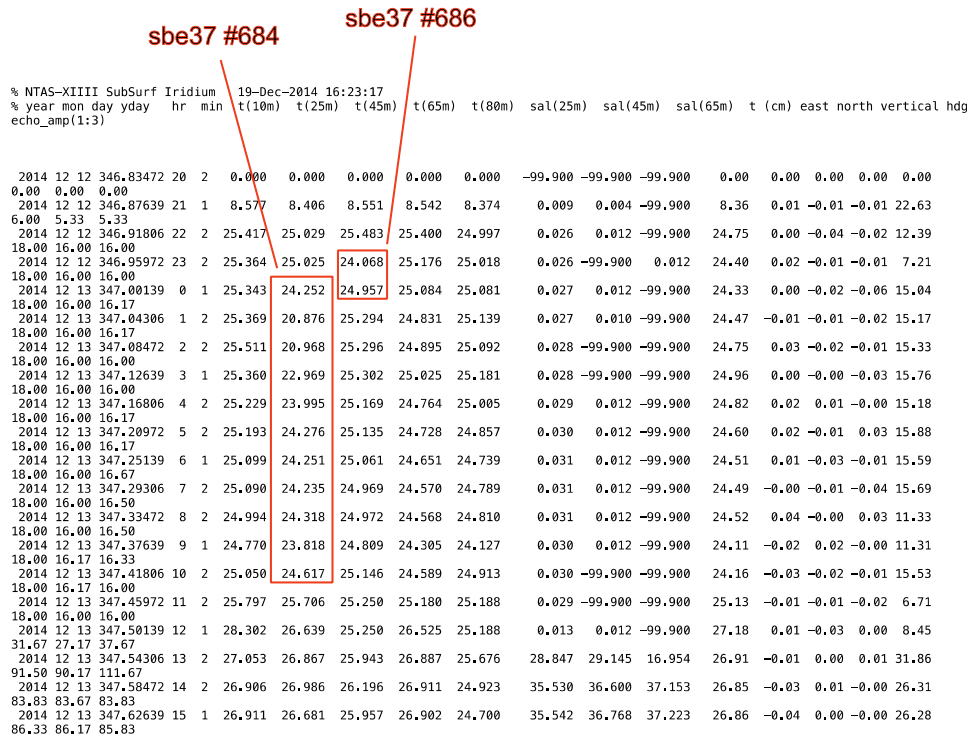 sbe37 #686
sbe37 #684
% NTAS-XIIII SubSurf Iridium   19-Dec-2014 16:23:17
% year mon day yday   hr  min  t(10m)  t(25m)  t(45m)  t(65m)  t(80m)  sal(25m)  sal(45m)  sal(65m)  t (cm) east north vertical hdg
echo_amp(1:3)
2014 12 12 346.83472 20  2   0.000   0.000   0.000   0.000   0.000   -99.900 -99.900 -99.900    0.00    0.00  0.00  0.00  0.00
0.00  0.00  0.00
2014 12 12 346.87639 21  1   8.577   8.406   8.551   8.542   8.374     0.009   0.004 -99.900    8.36    0.01 -0.01 -0.01 22.63
6.00  5.33  5.33
2014 12 12 346.91806 22  2  25.417  25.029  25.483  25.400  24.997     0.026   0.012 -99.900   24.75    0.00 -0.04 -0.02 12.39
18.00 16.00 16.00
2014 12 12 346.95972 23  2  25.364  25.025  24.068  25.176  25.018     0.026 -99.900   0.012   24.40    0.02 -0.01 -0.01  7.21
18.00 16.00 16.00
2014 12 13 347.00139  0  1  25.343  24.252  24.957  25.084  25.081     0.027   0.012 -99.900   24.33    0.00 -0.02 -0.06 15.04
18.00 16.00 16.17
2014 12 13 347.04306  1  2  25.369  20.876  25.294  24.831  25.139     0.027   0.010 -99.900   24.47   -0.01 -0.01 -0.02 15.17
18.00 16.00 16.17
2014 12 13 347.08472  2  2  25.511  20.968  25.296  24.895  25.092     0.028 -99.900 -99.900   24.75    0.03 -0.02 -0.01 15.33
18.00 16.00 16.00
2014 12 13 347.12639  3  1  25.360  22.969  25.302  25.025  25.181     0.028 -99.900 -99.900   24.96    0.00 -0.00 -0.03 15.76
18.00 16.00 16.00
2014 12 13 347.16806  4  2  25.229  23.995  25.169  24.764  25.005     0.029   0.012 -99.900   24.82    0.02  0.01 -0.00 15.18
18.00 16.00 16.17
2014 12 13 347.20972  5  2  25.193  24.276  25.135  24.728  24.857     0.030   0.012 -99.900   24.60    0.02 -0.01  0.03 15.88
18.00 16.00 16.17
2014 12 13 347.25139  6  1  25.099  24.251  25.061  24.651  24.739     0.031   0.012 -99.900   24.51    0.01 -0.03 -0.01 15.59
18.00 16.00 16.67
2014 12 13 347.29306  7  2  25.090  24.235  24.969  24.570  24.789     0.031   0.012 -99.900   24.49   -0.00 -0.01 -0.04 15.69
18.00 16.00 16.50
2014 12 13 347.33472  8  2  24.994  24.318  24.972  24.568  24.810     0.031   0.012 -99.900   24.52    0.04 -0.00  0.03 11.33
18.00 16.00 16.50
2014 12 13 347.37639  9  1  24.770  23.818  24.809  24.305  24.127     0.030   0.012 -99.900   24.11   -0.02  0.02 -0.00 11.31
18.00 16.17 16.33
2014 12 13 347.41806 10  2  25.050  24.617  25.146  24.589  24.913     0.030 -99.900 -99.900   24.16   -0.03 -0.02 -0.01 15.53
18.00 16.17 16.00
2014 12 13 347.45972 11  2  25.797  25.706  25.250  25.180  25.188     0.029 -99.900 -99.900   25.13   -0.01 -0.01 -0.02  6.71
18.00 16.00 16.00
2014 12 13 347.50139 12  1  28.302  26.639  25.250  26.525  25.188     0.013   0.012 -99.900   27.18    0.01 -0.03  0.00  8.45
31.67 27.17 37.67
2014 12 13 347.54306 13  2  27.053  26.867  25.943  26.887  25.676    28.847  29.145  16.954   26.91   -0.01  0.00  0.01 31.86
91.50 90.17 111.67
2014 12 13 347.58472 14  2  26.906  26.986  26.196  26.911  24.923    35.530  36.600  37.153   26.85   -0.03  0.01 -0.00 26.31
83.83 83.67 83.83
2014 12 13 347.62639 15  1  26.911  26.681  25.957  26.902  24.700    35.542  36.768  37.223   26.86   -0.04  0.00 -0.00 26.28
86.33 86.17 85.83